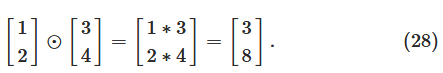 [1 2] ⊙ [3 4] = [1 * 3 2 * 4] = [3 8] . (28)